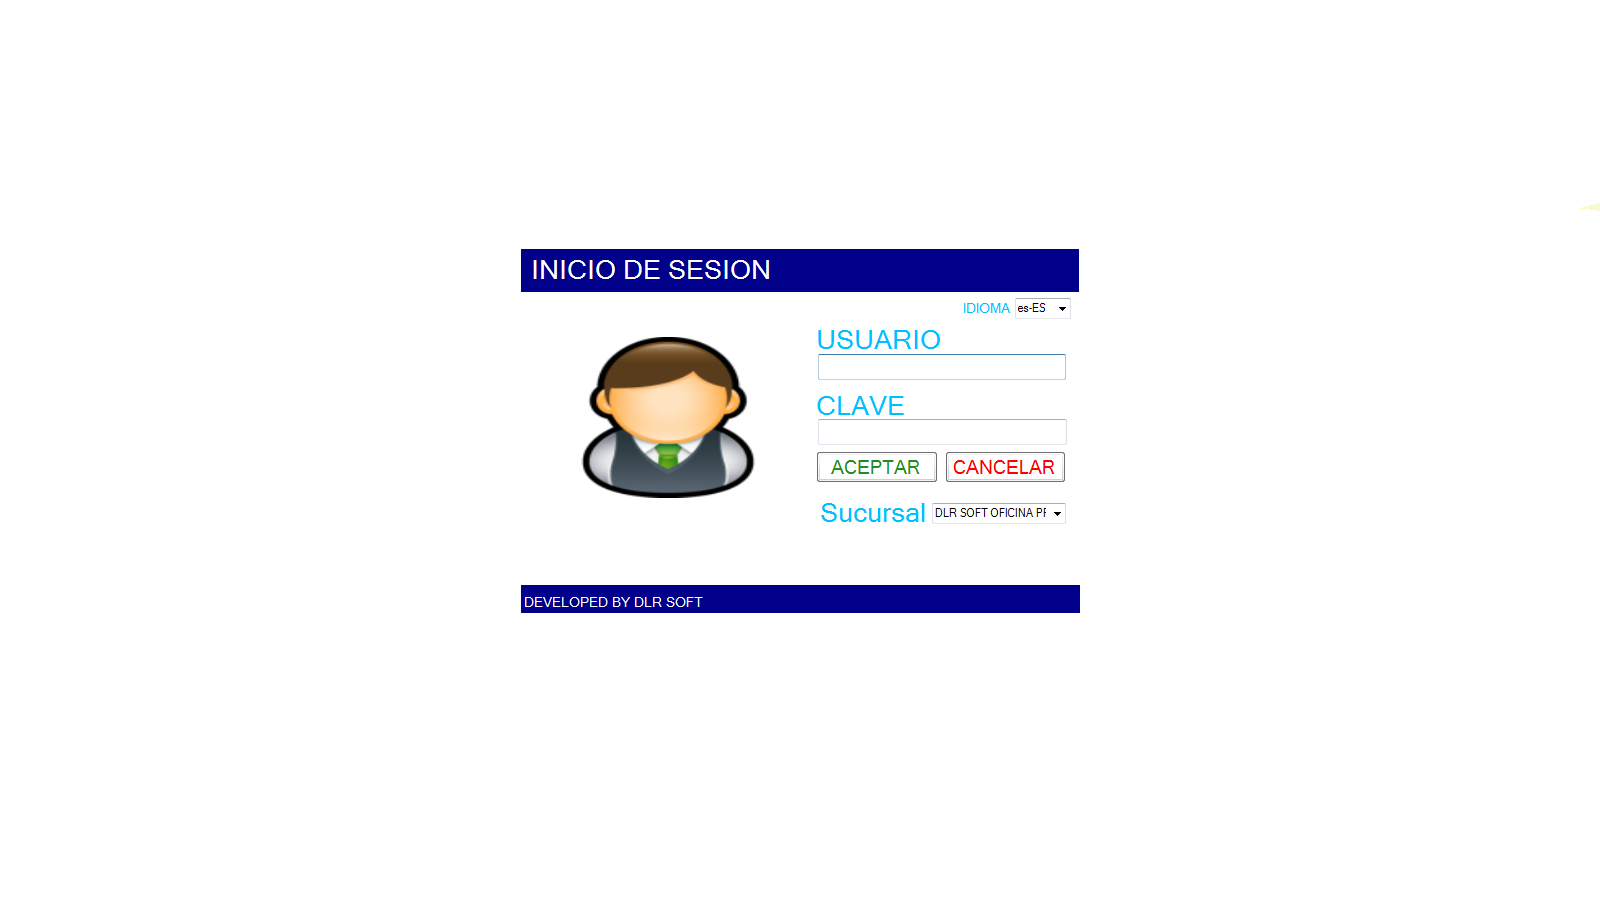 INICIO DE SESION
IDIOMA es-ES
USUARIO
CLAVE
ACEPTAR CANCELAR
Sucursal DLR SOFT OFICINA
DEVELOPED BY DLR SOFT